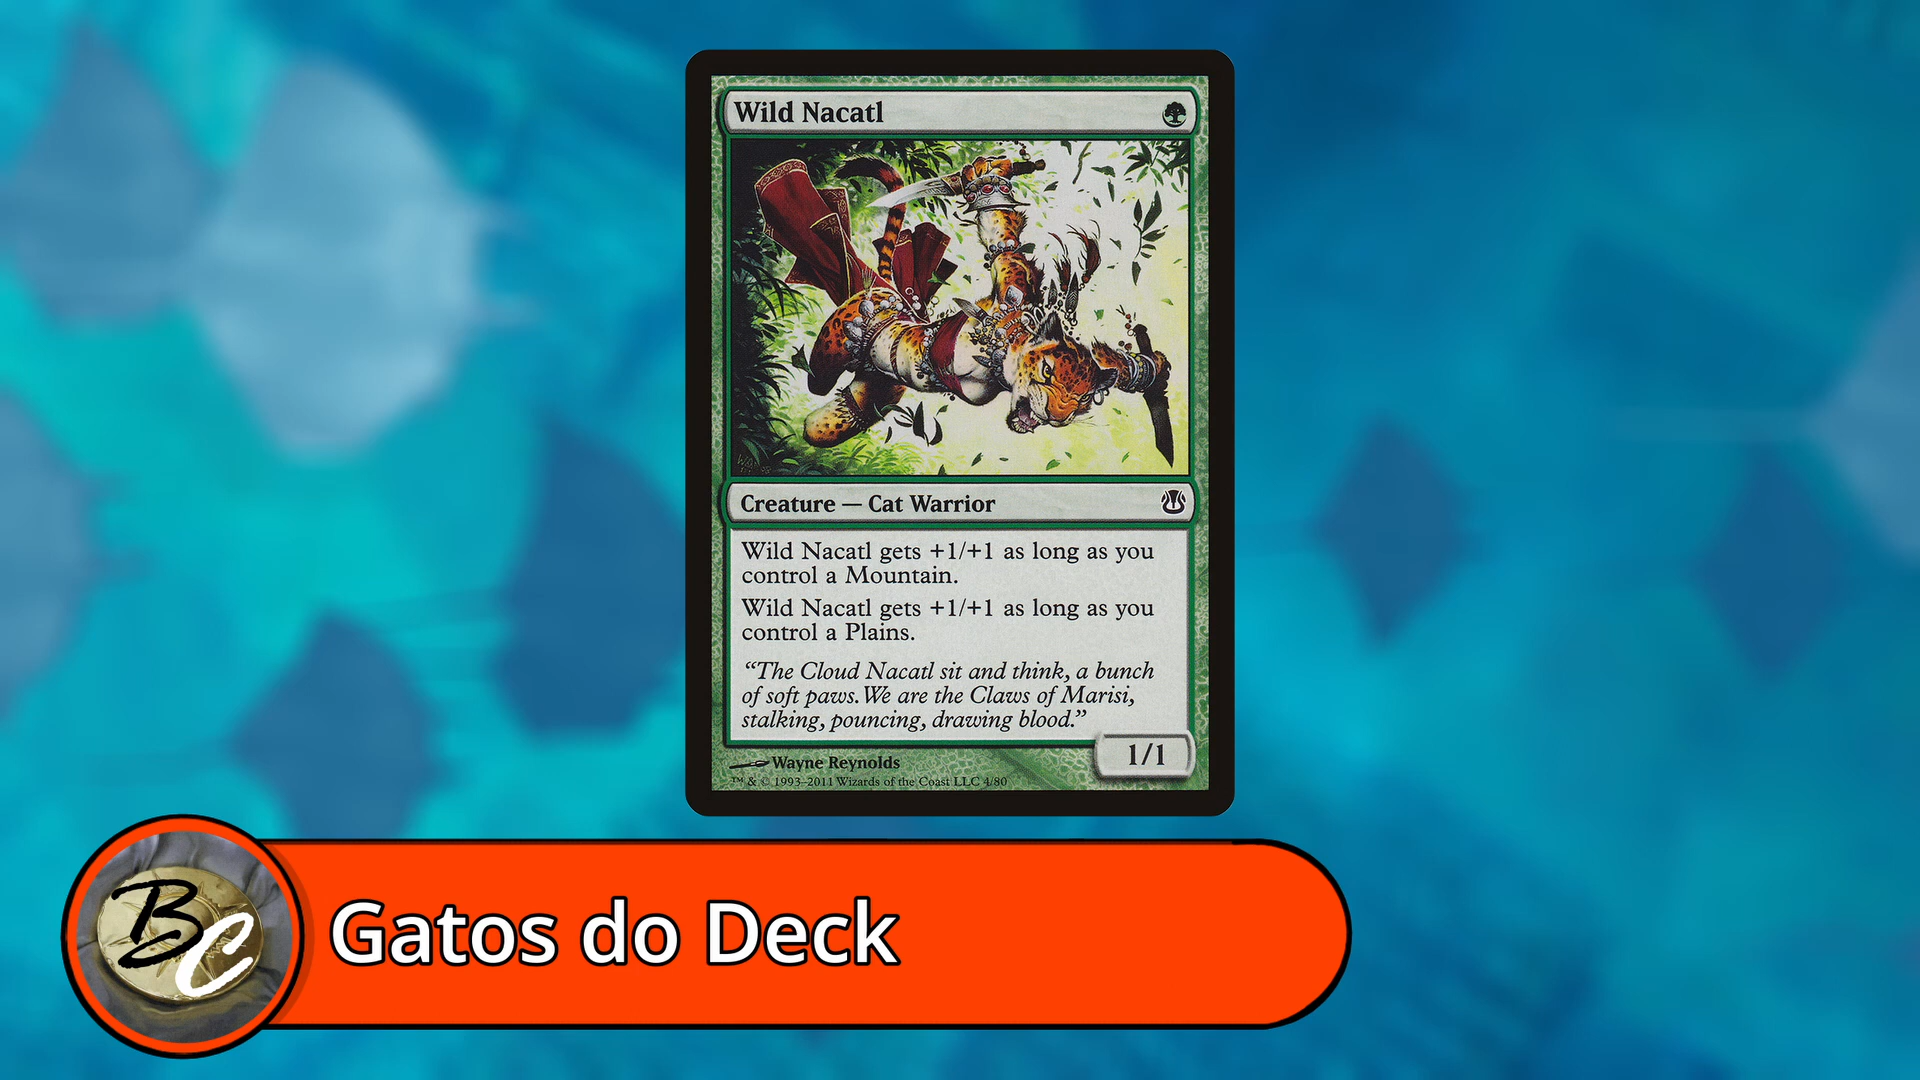 Wild Nacatl
Creature — Cat Warrior
Wild Nacatl gets +1/+1 as long as you
control a Mountain.
Wild Nacatl gets +1/+1 as long as you
control a Plains.
“The Cloud Nacatl sit and think, a bunch
of soft paws. We are the Claws of Marisi,
stalking, pouncing, drawing blood.”
1/1
Wayne Reynolds
™ & © 1993–2011 Wizards of the Coast LLC 4/80
BC
Gatos do Deck